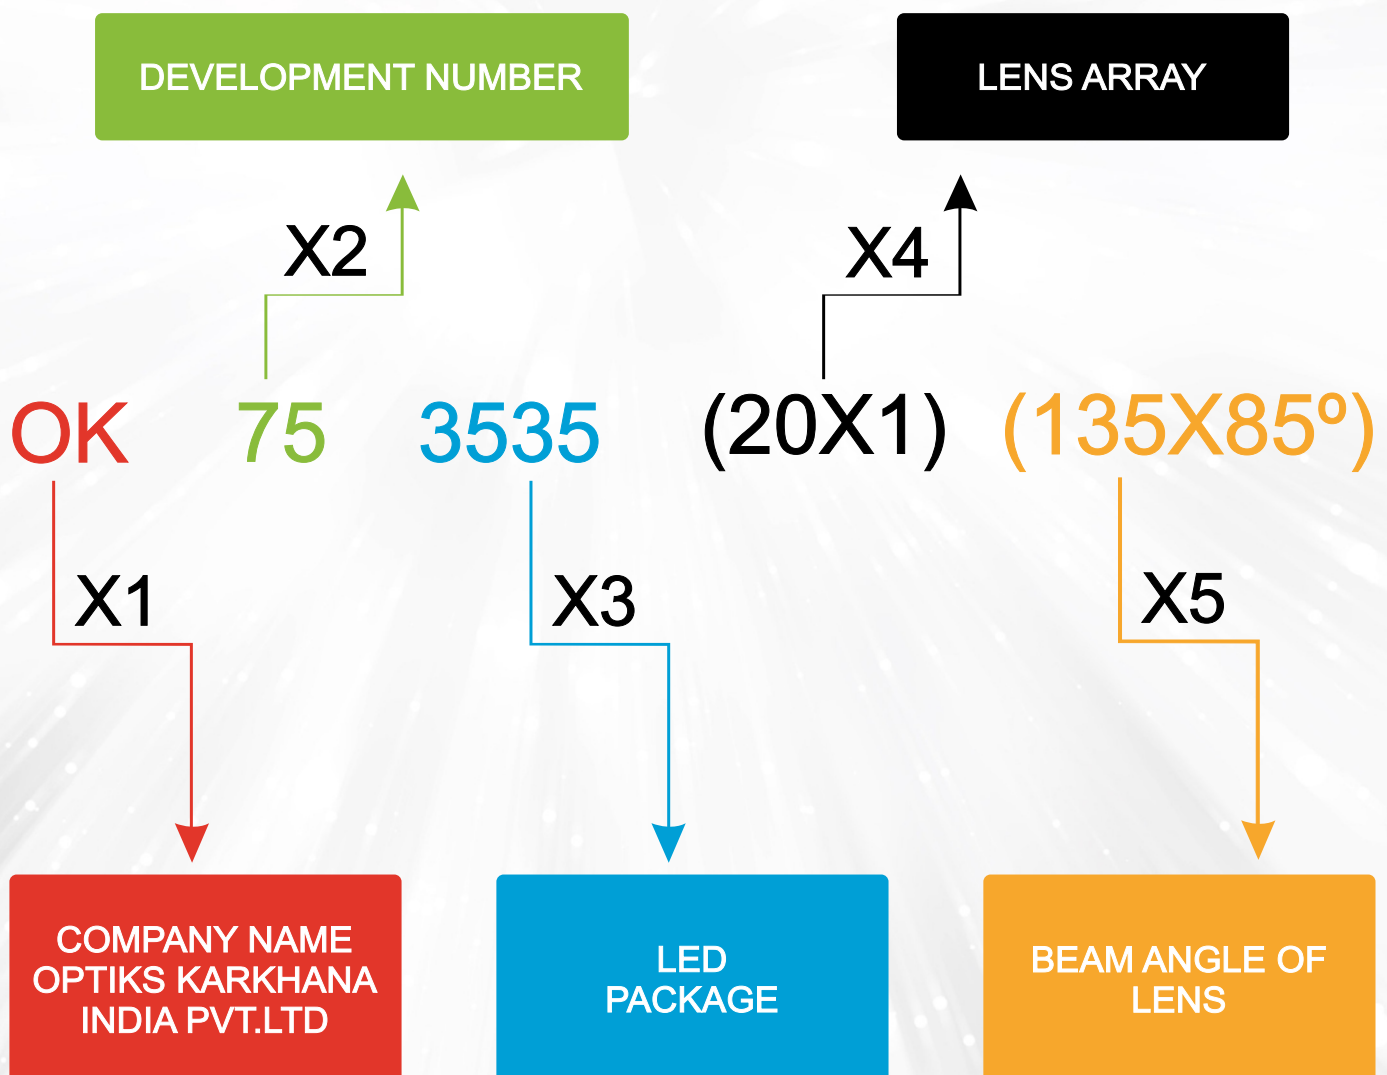 DEVELOPMENT NUMBER
LENS ARRAY
X2
X4
OK 75 3535 (20X1) (135X85º)
X1
X3
X5
COMPANY NAME
OPTIKS KARKHANA
INDIA PVT.LTD
LED
PACKAGE
BEAM ANGLE OF
LENS